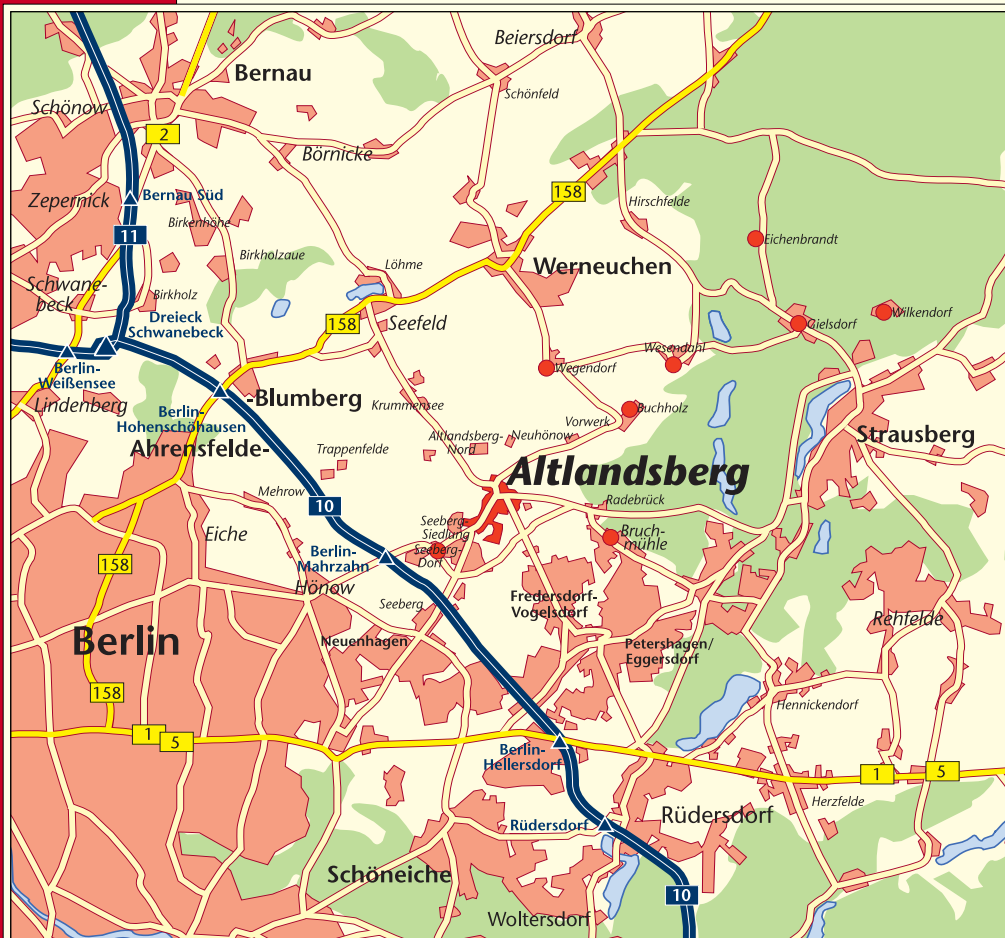 Beiersdorf
Bernau
Schönfeld
Schönow
2
Börnicke
Zepernick
Bernau Süd
158
Hirschfelde
Birkenhöhe
11
Eichenbrandt
Birkholzaue
Löhme
Werneuchen
Schwane-
beck
Birkholz
Dreieck
Schwanebeck
158
Seefeld
Gielsdorf
Wilkendorf
Berlin-
Weißensee
Wesendahl
Wegendorf
Lindenberg
-Blumberg
Berlin-
Hohenschöhausen
Krummensee
Buchholz
Vorwerk
Ahrensfelde-
Trappenfelde
Altlandsberg-
Nord
Neuhönow
Strausberg
Altlandsberg
Mehrow
10
Radebrück
Eiche
Seeberg-
Siedlung
Seeberg-
Dorf
Bruch-
mühle
Berlin-
Mahrzahn
158
Hönow
Seeberg
Fredersdorf-
Vogelsdorf
Rehfelde
Berlin
Neuenhagen
Petershagen/
Eggersdorf
158
Hennickendorf
1
5
Berlin-
Hellersdorf
1
5
Herzfelde
Rüdersdorf
Rüdersdorf
Schöneiche
10
Woltersdorf